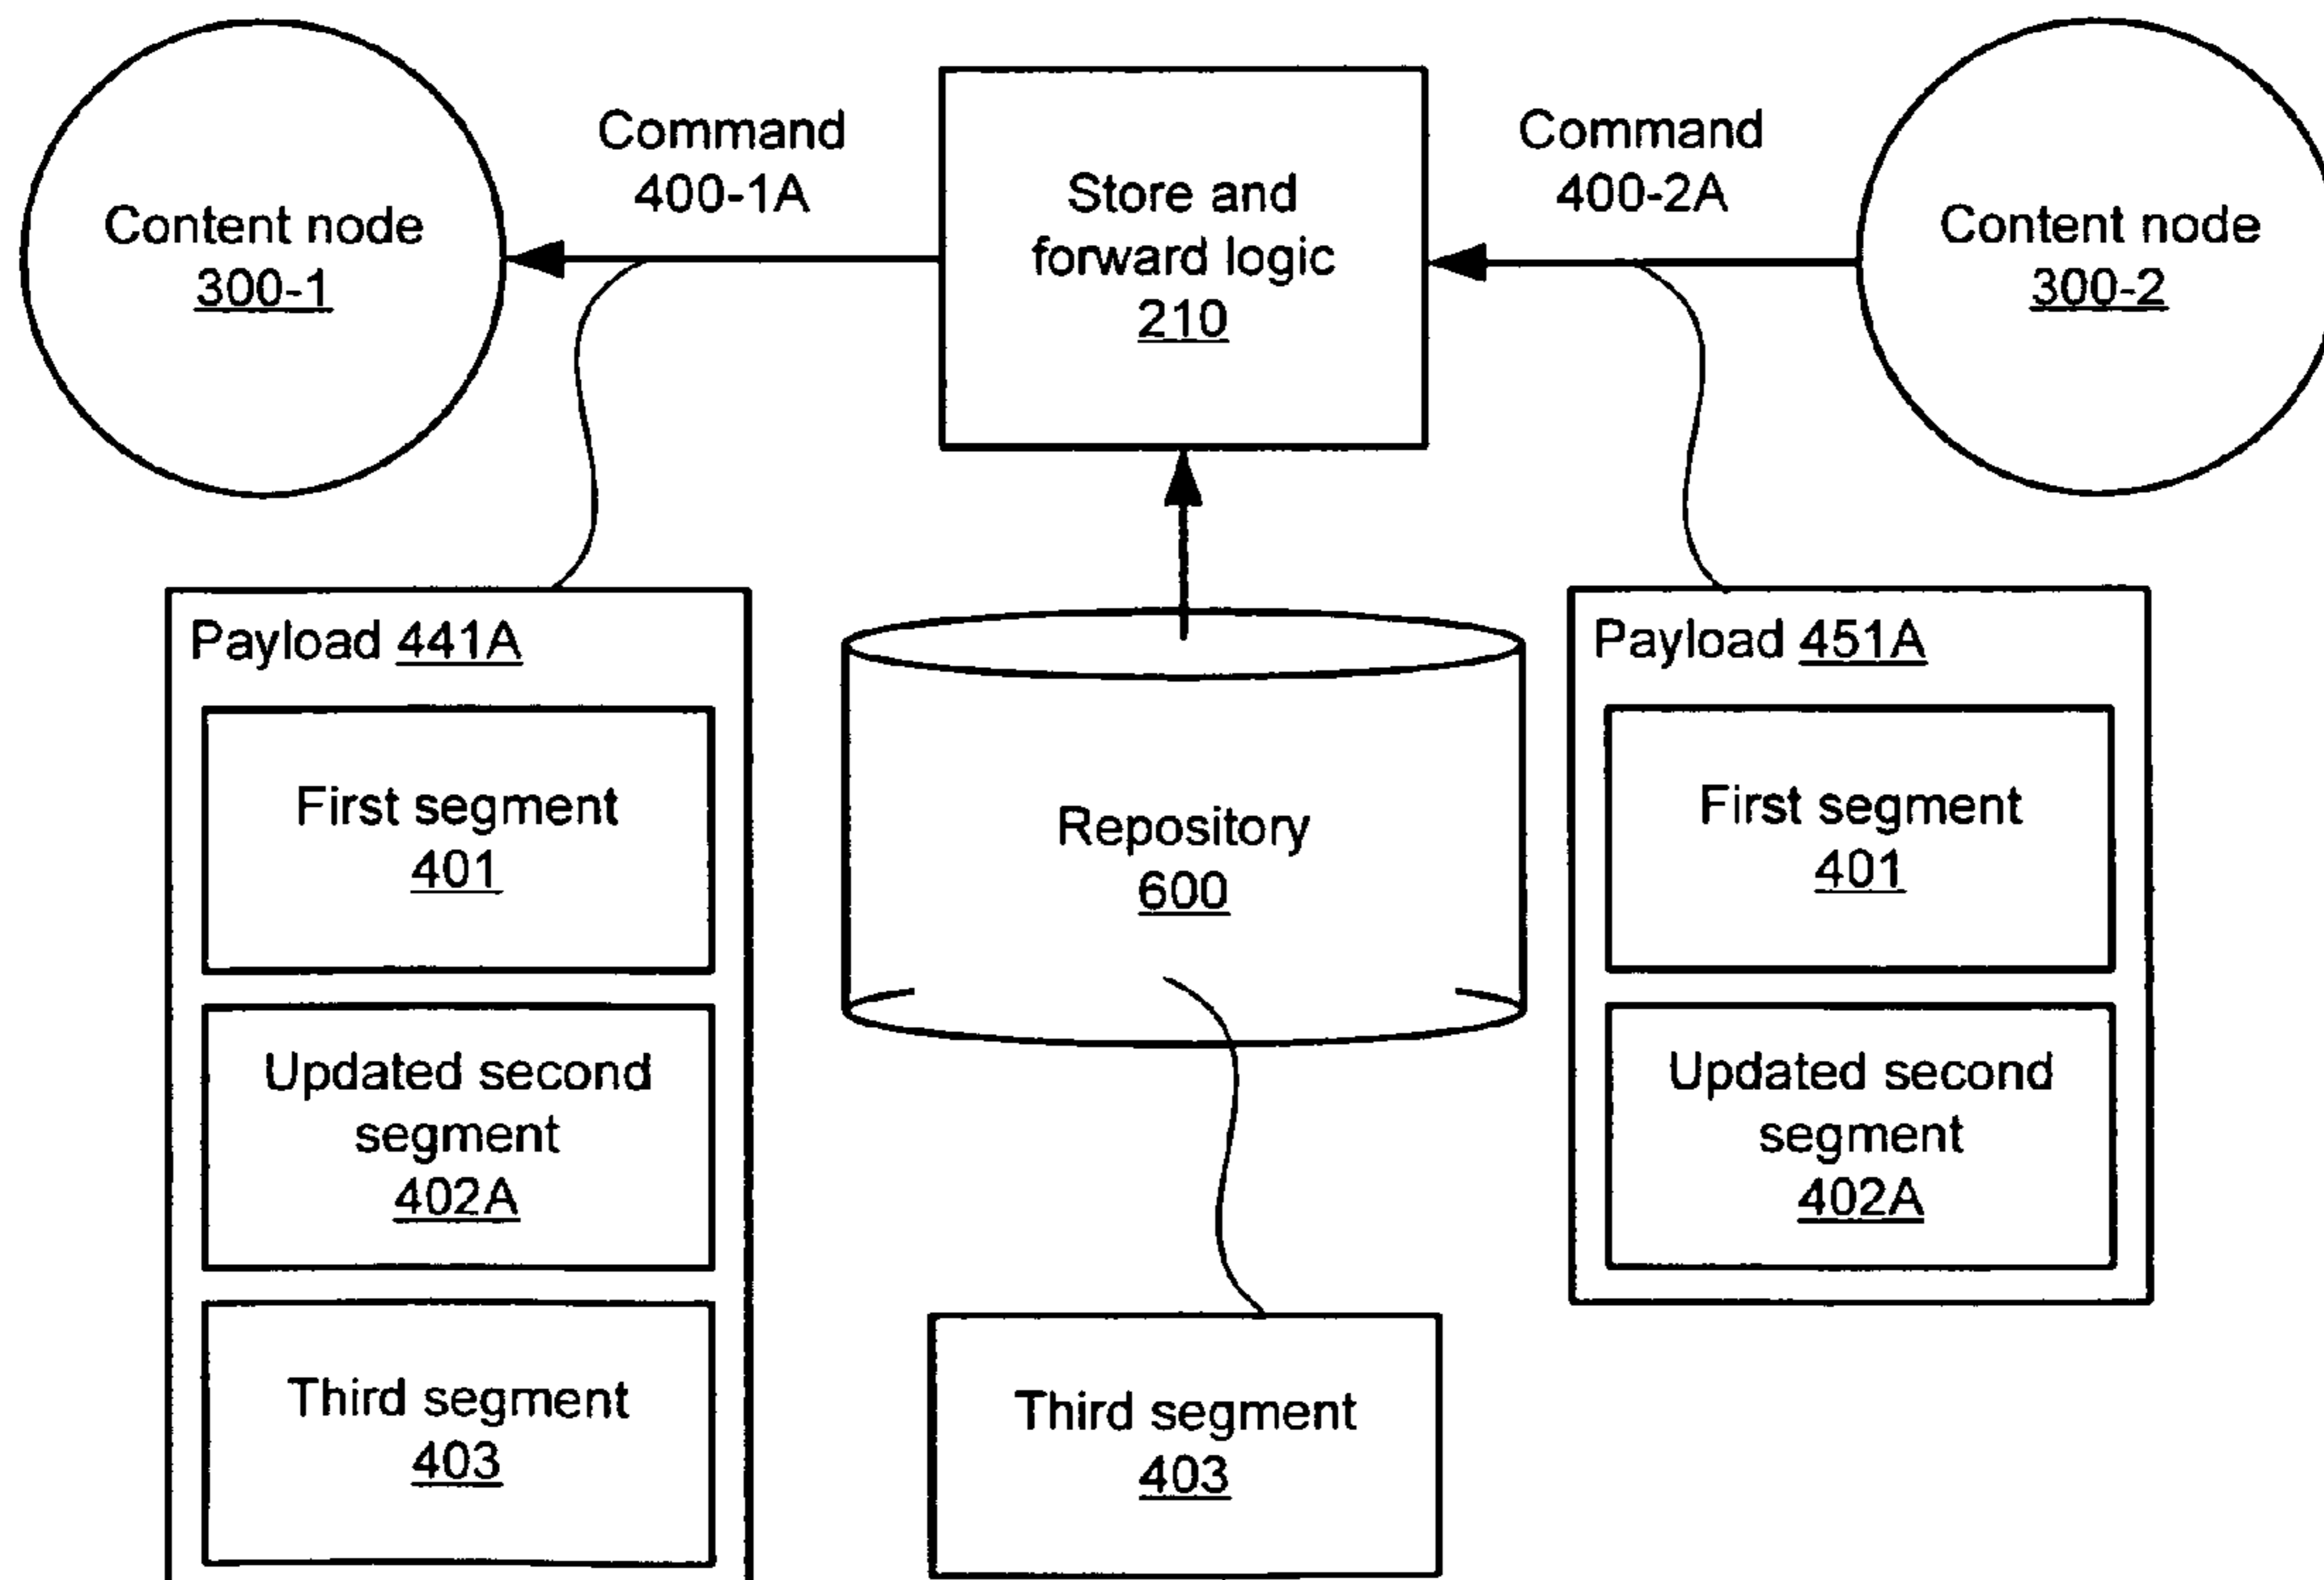 Content node
300-1
Command
400-1A
Store and
forward logic
210
Command
400-2A
Content node
300-2
Payload 441A
First segment
401
Updated second
segment
402A
Third segment
403
Repository
600
Third segment
403
Payload 451A
First segment
401
Updated second
segment
402A